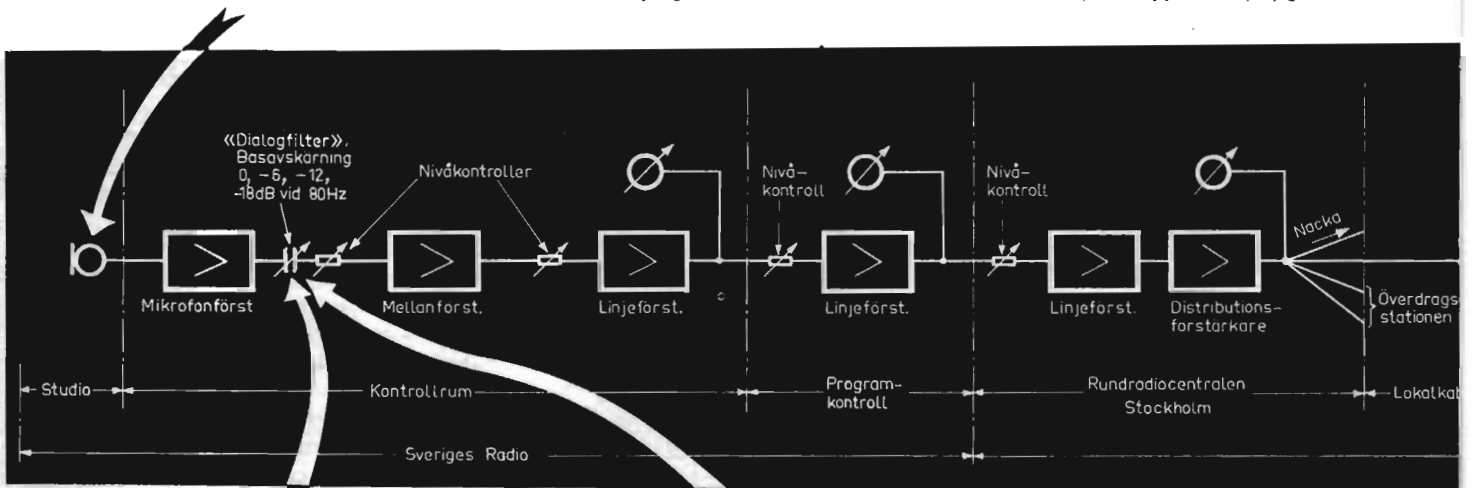 «Dialogfilter».
Basavskärning
0, -6, -12,
-18dB vid 80Hz
Nivåkontroller
Nivå-
kontroll
Nivå-
kontroll
Nacka
Mikrofonförst
Mellanförst.
Linjeförst.
Linjeförst.
Linjeförst.
Distributions-
förstärkare
Överdrags
stationen
Studio
Kontrollrum
Program-
kontroll
Rundradiocentralen
Stockholm
Lokalkab
Sveriges Radio